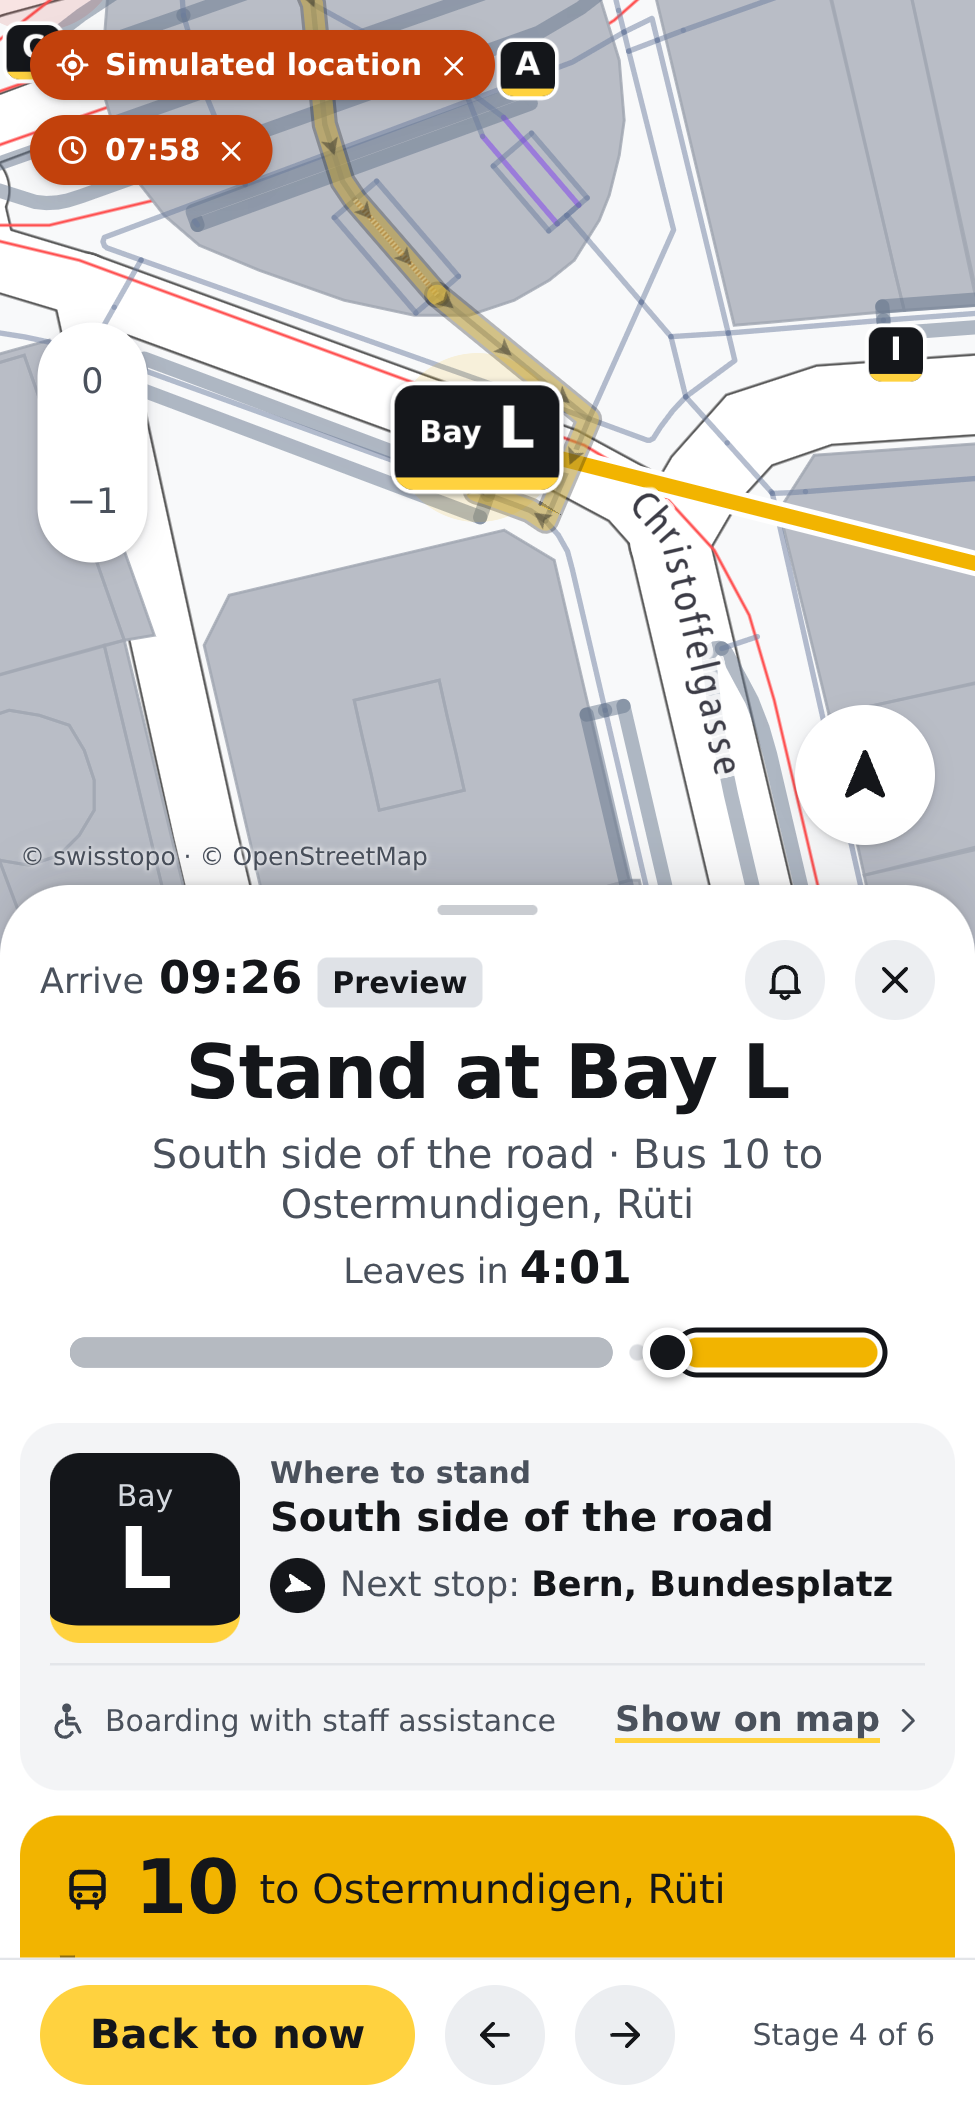 Simulated location
A
07:58
I
0
−1
Bay L
Christoffelgasse
© swisstopo · © OpenStreetMap
Arrive 09:26 Preview
Stand at Bay L
South side of the road · Bus 10 to
Ostermundigen, Rüti
Leaves in 4:01
Bay
L
Where to stand
South side of the road
Next stop: Bern, Bundesplatz
Boarding with staff assistance
Show on map
10 to Ostermundigen, Rüti
Back to now
Stage 4 of 6